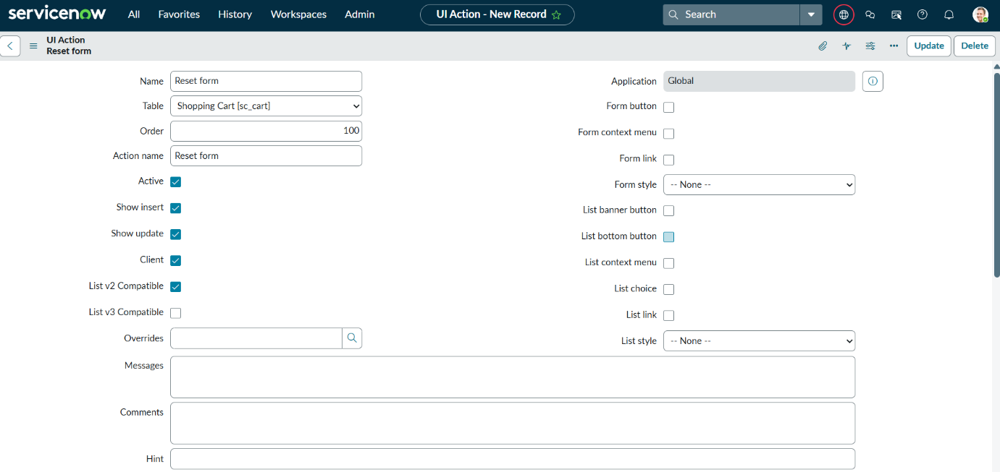 servicenow All Favorites History Workspaces Admin UI Action - New Record Search
UI Action
Reset form
Update Delete
Name Reset form
Application Global
Table Shopping Cart [sc_cart]
Form button
Order 100
Form context menu
Action name Reset form
Form link
Active
Form style -- None --
Show insert
List banner button
Show update
List bottom button
Client
List context menu
List v2 Compatible
List choice
List v3 Compatible
List link
Overrides
List style -- None --
Messages
Comments
Hint